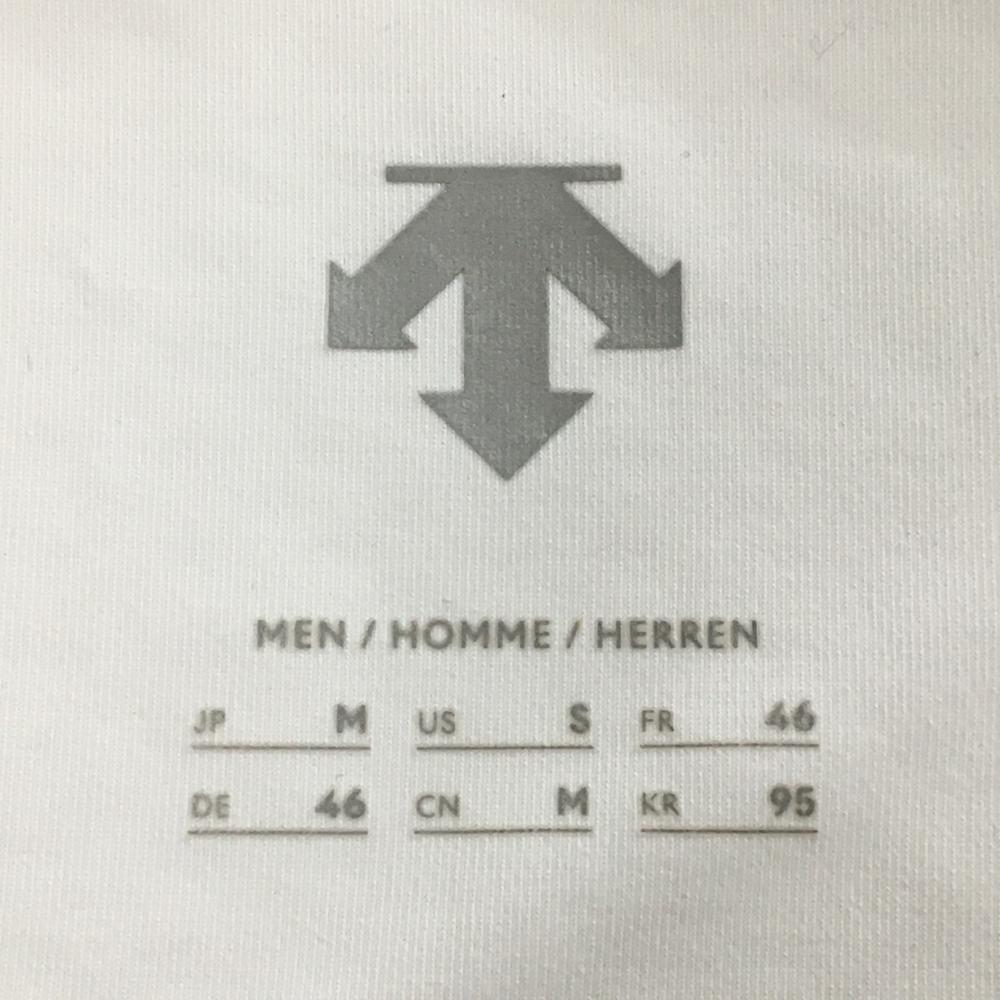 MEN / HOMME / HERREN
JP M US S FR 46
DE 46 CN M KR 95